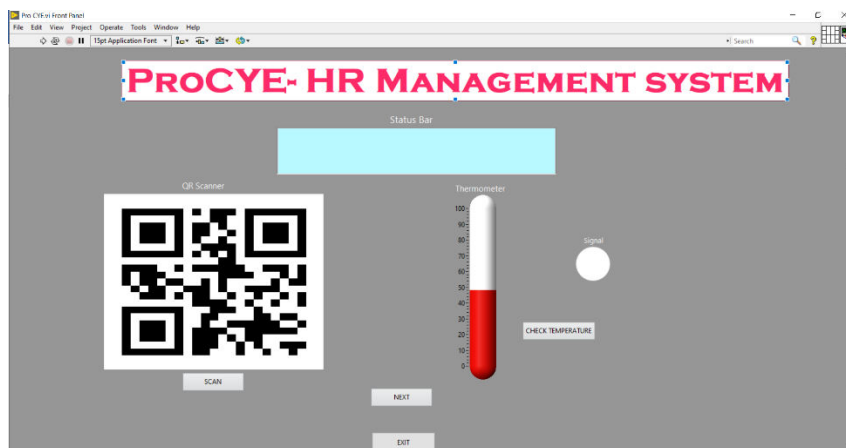 Pro CYE.vi Front Panel
File Edit View Project Operate Tools Window Help
15pt Application Font
Search
PROCYE- HR MANAGEMENT SYSTEM
Status Bar
QR Scanner
Thermometer
100
90
80
70
60
50
40
30
20
10
0
Signal
CHECK TEMPERATURE
SCAN
NEXT
EXIT